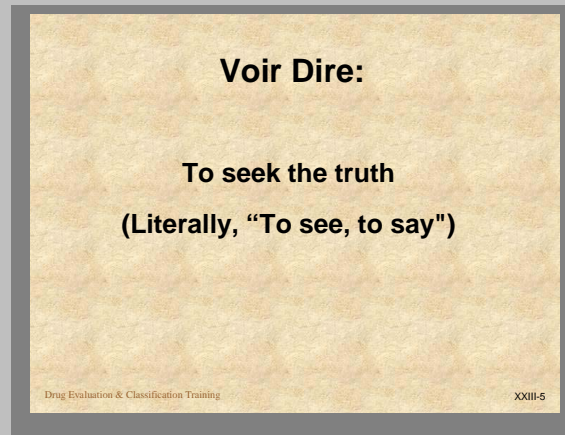 Voir Dire:
To seek the truth
(Literally, “To see, to say")
Drug Evaluation & Classification Training
XXIII-5